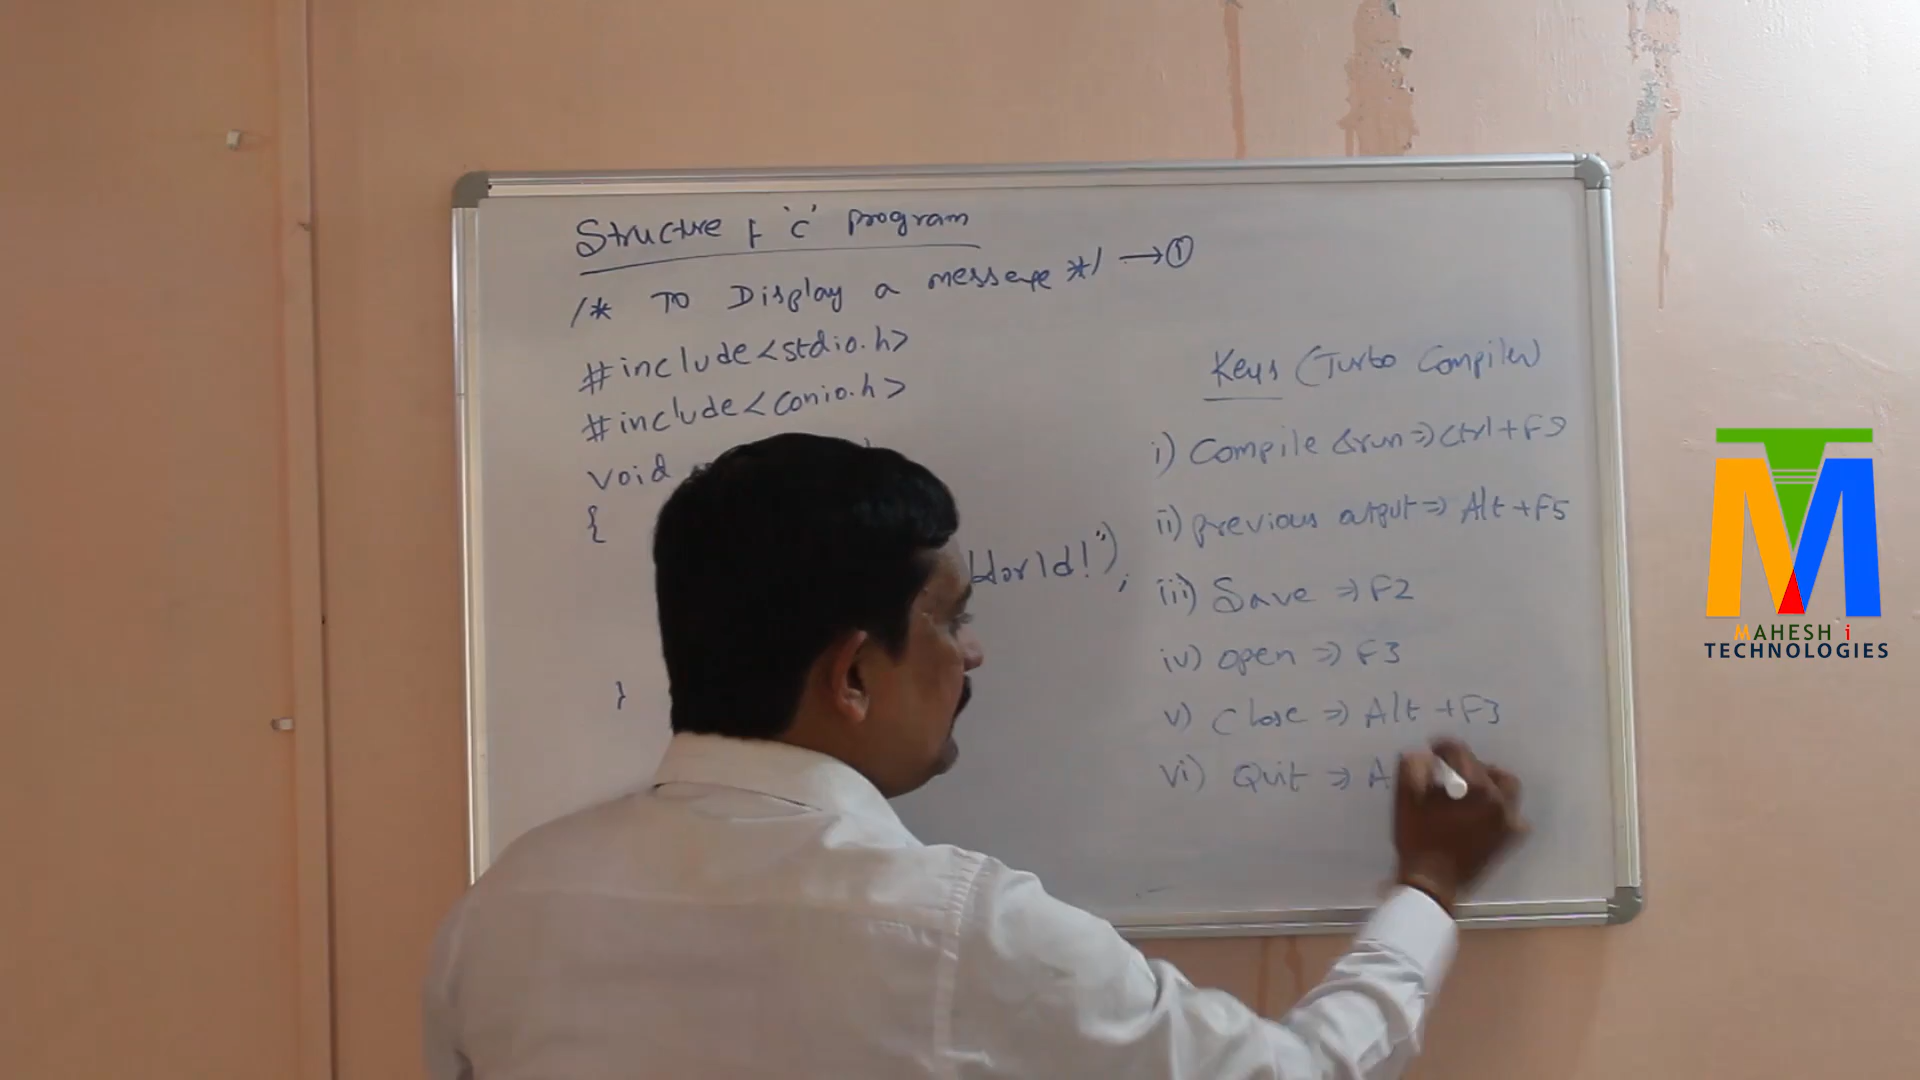 Structure of 'C' program
/* TO Display a message */ → ①
#include<stdio.h>
#include<conio.h>
void
{
World!");
}
Keys (Turbo Compiler)
i) Compile & run ⇒ Ctrl+F9
ii) previous output ⇒ Alt+F5
iii) Save ⇒ F2
iv) open ⇒ F3
v) Close ⇒ Alt+F3
vi) Quit ⇒ A
MAHESH i
TECHNOLOGIES